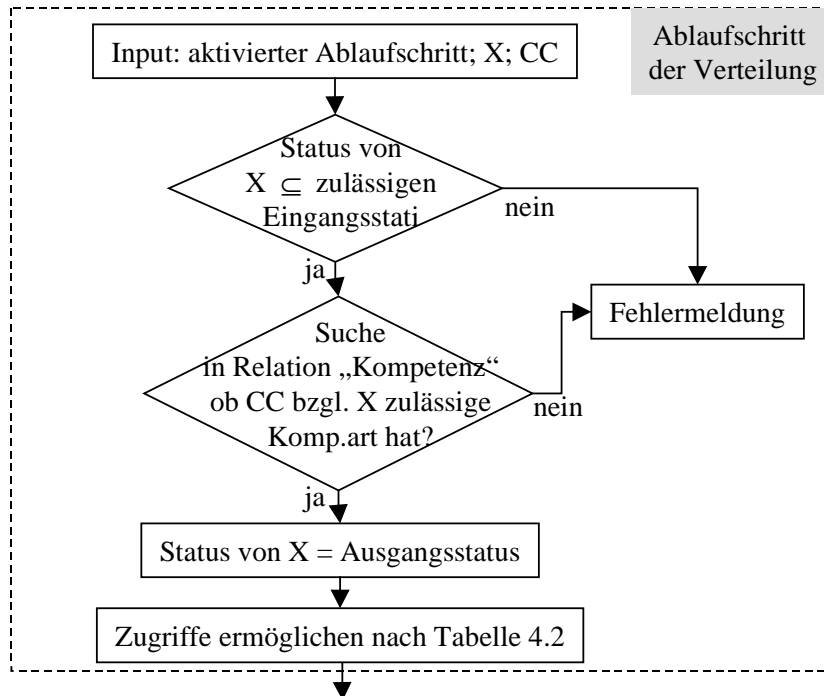 Ablaufschritt
der Verteilung
Input: aktivierter Ablaufschritt; X; CC
Status von
X ⊆ zulässigen
Eingangsstati
nein
ja
Fehlermeldung
Suche
in Relation „Kompetenz“
ob CC bzgl. X zulässige
Komp.art hat?
nein
ja
Status von X = Ausgangsstatus
Zugriffe ermöglichen nach Tabelle 4.2